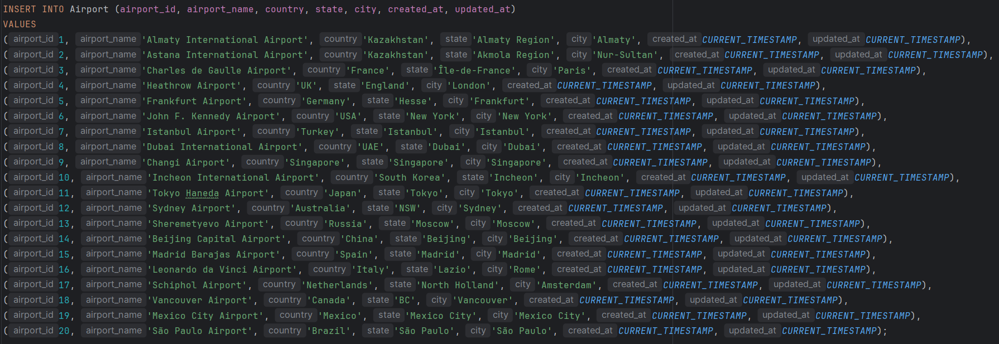 INSERT INTO Airport (airport_id, airport_name, country, state, city, created_at, updated_at)
VALUES
( airport_id 1, airport_name 'Almaty International Airport', country 'Kazakhstan', state 'Almaty Region', city 'Almaty', created_at CURRENT_TIMESTAMP, updated_at CURRENT_TIMESTAMP),
( airport_id 2, airport_name 'Astana International Airport', country 'Kazakhstan', state 'Akmola Region', city 'Nur-Sultan', created_at CURRENT_TIMESTAMP, updated_at CURRENT_TIMESTAMP),
( airport_id 3, airport_name 'Charles de Gaulle Airport', country 'France', state 'Île-de-France', city 'Paris', created_at CURRENT_TIMESTAMP, updated_at CURRENT_TIMESTAMP),
( airport_id 4, airport_name 'Heathrow Airport', country 'UK', state 'England', city 'London', created_at CURRENT_TIMESTAMP, updated_at CURRENT_TIMESTAMP),
( airport_id 5, airport_name 'Frankfurt Airport', country 'Germany', state 'Hesse', city 'Frankfurt', created_at CURRENT_TIMESTAMP, updated_at CURRENT_TIMESTAMP),
( airport_id 6, airport_name 'John F. Kennedy Airport', country 'USA', state 'New York', city 'New York', created_at CURRENT_TIMESTAMP, updated_at CURRENT_TIMESTAMP),
( airport_id 7, airport_name 'Istanbul Airport', country 'Turkey', state 'Istanbul', city 'Istanbul', created_at CURRENT_TIMESTAMP, updated_at CURRENT_TIMESTAMP),
( airport_id 8, airport_name 'Dubai International Airport', country 'UAE', state 'Dubai', city 'Dubai', created_at CURRENT_TIMESTAMP, updated_at CURRENT_TIMESTAMP),
( airport_id 9, airport_name 'Changi Airport', country 'Singapore', state 'Singapore', city 'Singapore', created_at CURRENT_TIMESTAMP, updated_at CURRENT_TIMESTAMP),
( airport_id 10, airport_name 'Incheon International Airport', country 'South Korea', state 'Incheon', city 'Incheon', created_at CURRENT_TIMESTAMP, updated_at CURRENT_TIMESTAMP),
( airport_id 11, airport_name 'Tokyo Haneda Airport', country 'Japan', state 'Tokyo', city 'Tokyo', created_at CURRENT_TIMESTAMP, updated_at CURRENT_TIMESTAMP),
( airport_id 12, airport_name 'Sydney Airport', country 'Australia', state 'NSW', city 'Sydney', created_at CURRENT_TIMESTAMP, updated_at CURRENT_TIMESTAMP),
( airport_id 13, airport_name 'Sheremetyevo Airport', country 'Russia', state 'Moscow', city 'Moscow', created_at CURRENT_TIMESTAMP, updated_at CURRENT_TIMESTAMP),
( airport_id 14, airport_name 'Beijing Capital Airport', country 'China', state 'Beijing', city 'Beijing', created_at CURRENT_TIMESTAMP, updated_at CURRENT_TIMESTAMP),
( airport_id 15, airport_name 'Madrid Barajas Airport', country 'Spain', state 'Madrid', city 'Madrid', created_at CURRENT_TIMESTAMP, updated_at CURRENT_TIMESTAMP),
( airport_id 16, airport_name 'Leonardo da Vinci Airport', country 'Italy', state 'Lazio', city 'Rome', created_at CURRENT_TIMESTAMP, updated_at CURRENT_TIMESTAMP),
( airport_id 17, airport_name 'Schiphol Airport', country 'Netherlands', state 'North Holland', city 'Amsterdam', created_at CURRENT_TIMESTAMP, updated_at CURRENT_TIMESTAMP),
( airport_id 18, airport_name 'Vancouver Airport', country 'Canada', state 'BC', city 'Vancouver', created_at CURRENT_TIMESTAMP, updated_at CURRENT_TIMESTAMP),
( airport_id 19, airport_name 'Mexico City Airport', country 'Mexico', state 'Mexico City', city 'Mexico City', created_at CURRENT_TIMESTAMP, updated_at CURRENT_TIMESTAMP),
( airport_id 20, airport_name 'São Paulo Airport', country 'Brazil', state 'São Paulo', city 'São Paulo', created_at CURRENT_TIMESTAMP, updated_at CURRENT_TIMESTAMP);